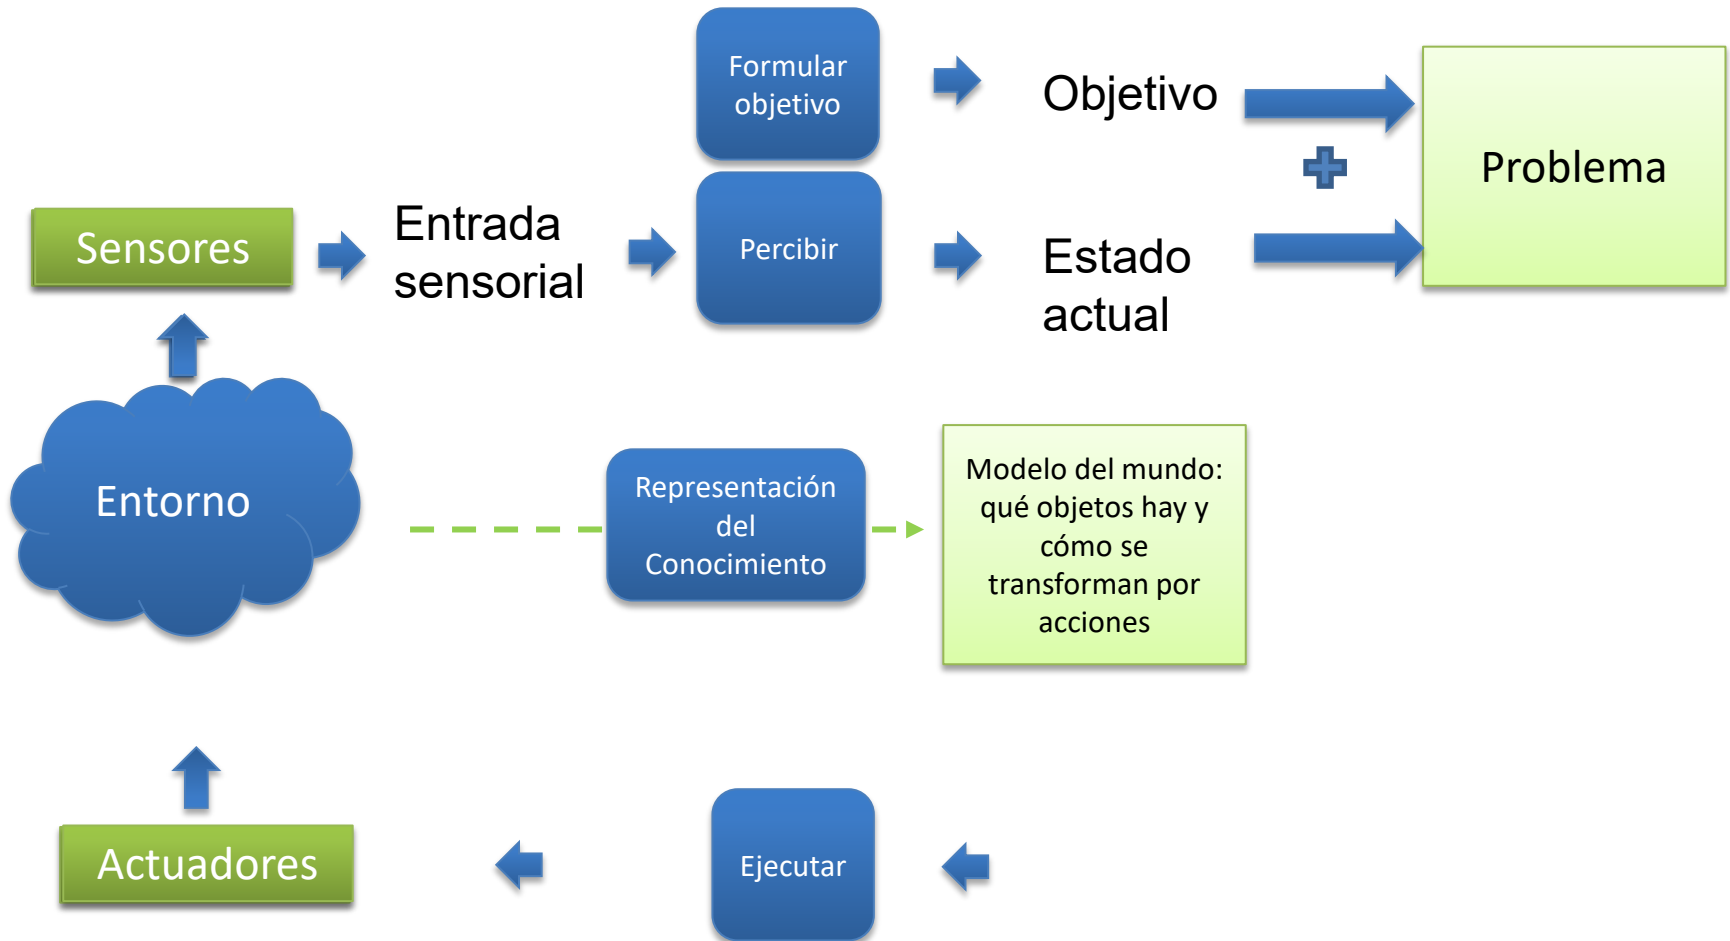 Formular
objetivo
Objetivo
Problema
Sensores
Entrada
sensorial
Percibir
Estado
actual
Entorno
Representación
del
Conocimiento
Modelo del mundo:
qué objetos hay y
cómo se
transforman por
acciones
Actuadores
Ejecutar